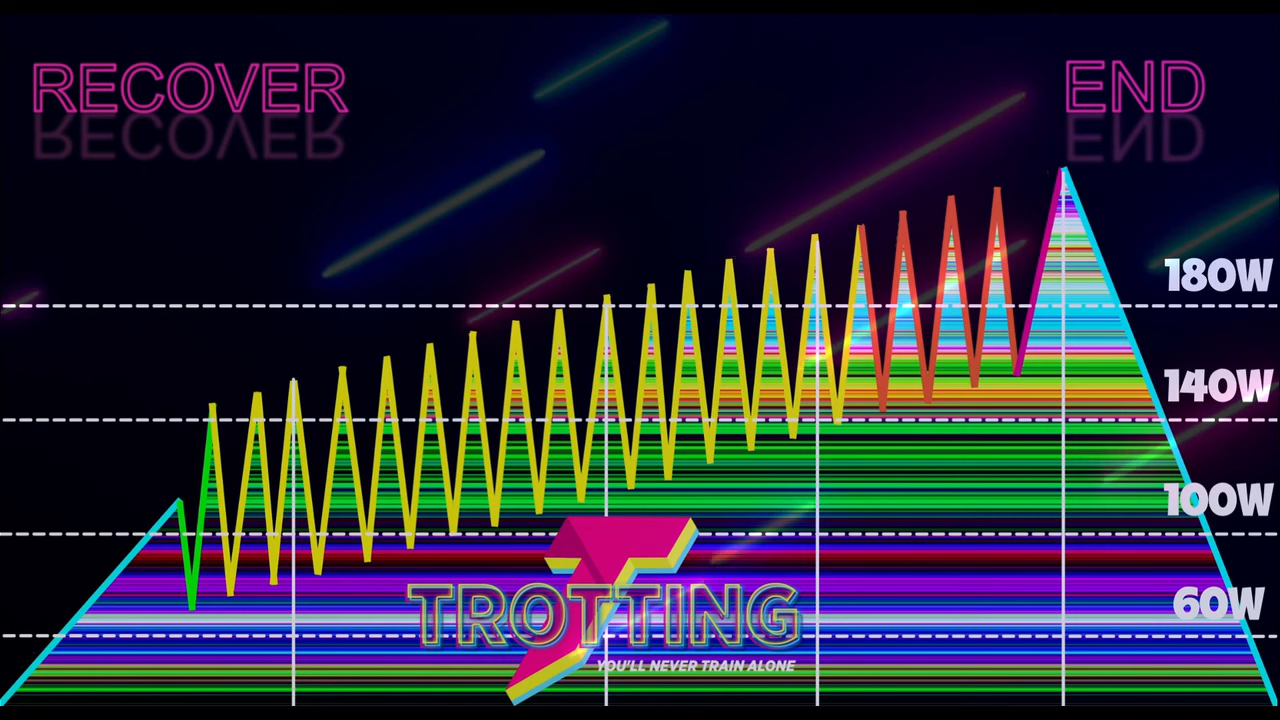 RECOVER
END
180W
140W
100W
60W
TROTTING
YOU'LL NEVER TRAIN ALONE